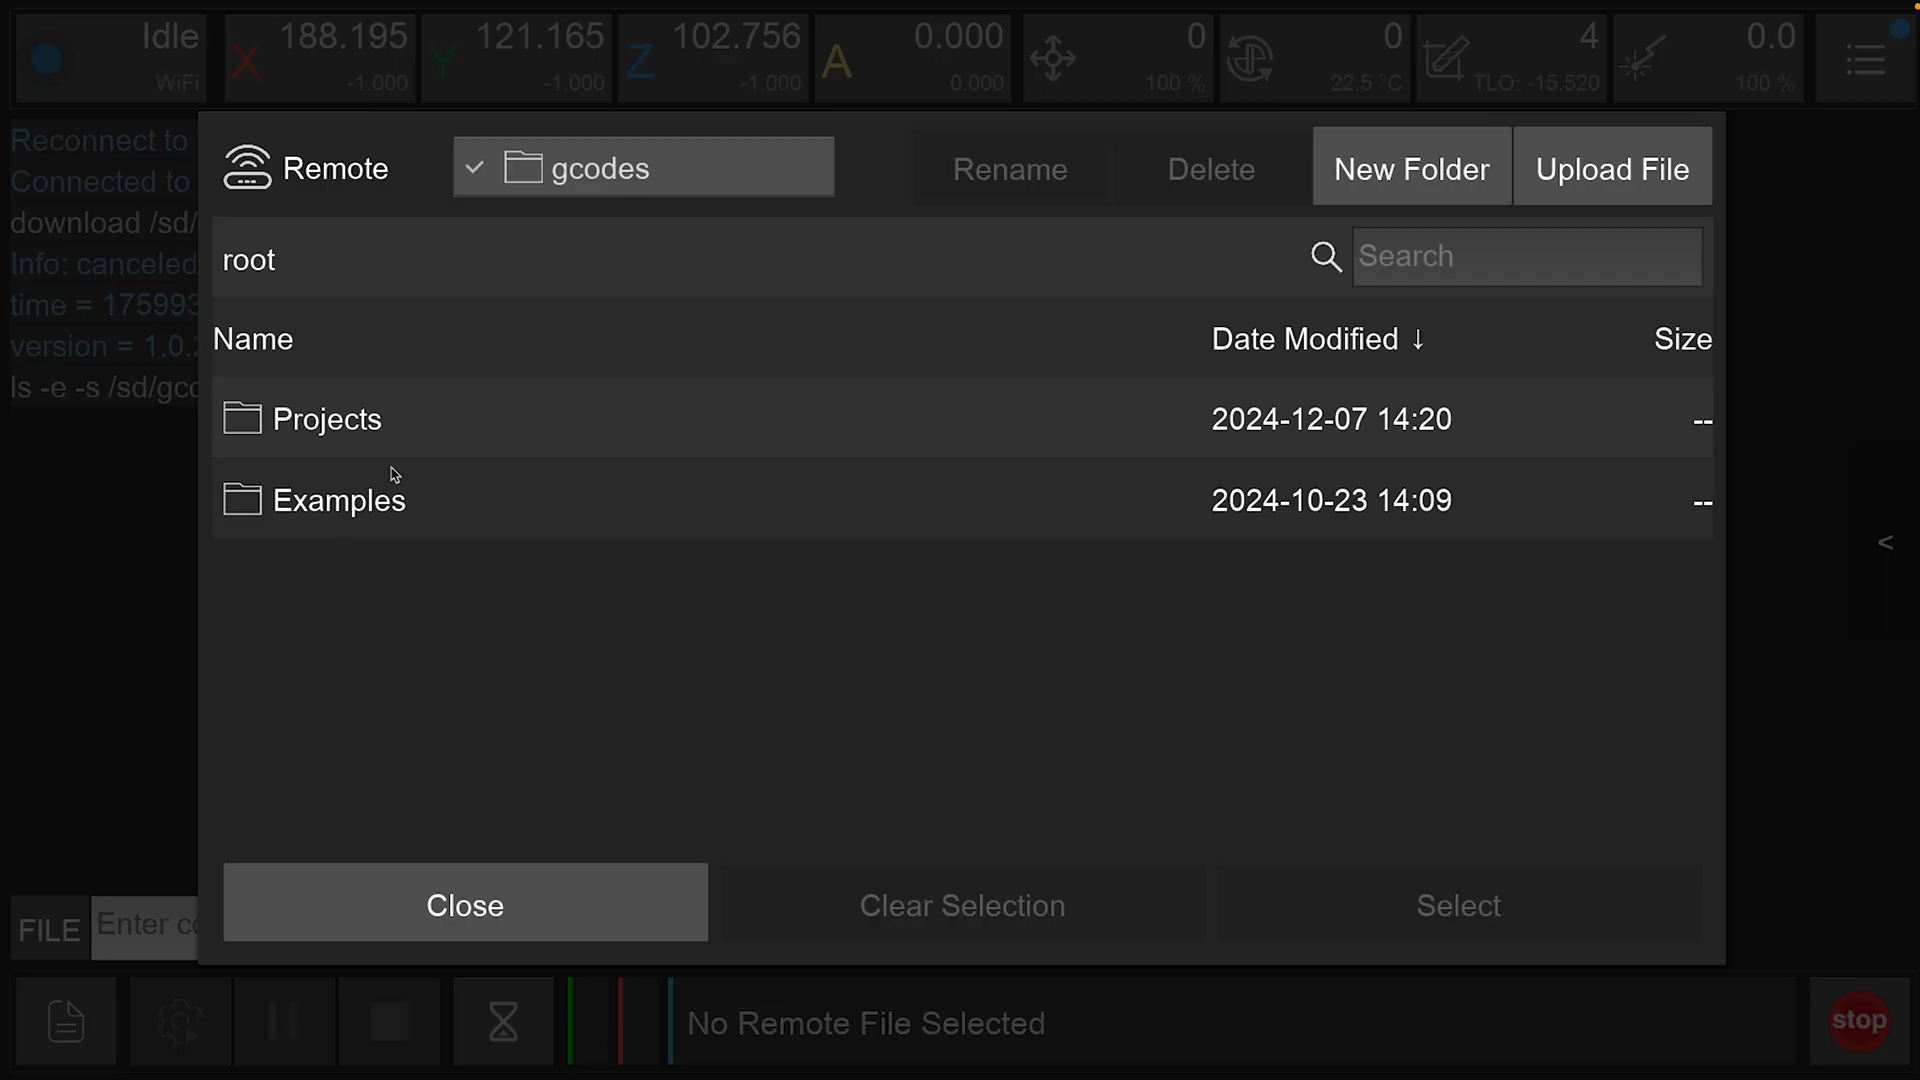 Idle
WiFi
X 188.195
-1.000
Y 121.165
-1.000
Z 102.756
-1.000
A 0.000
0.000
0
100 %
0
22.5 °C
4
TLO: -15.520
0.0
100 %
Reconnect to
Connected to
download /sd/
Info: canceled
time = 175993
version = 1.0.2
ls -e -s /sd/gco
Remote
gcodes
Rename
Delete
New Folder
Upload File
root
Search
Name
Date Modified ↓
Size
Projects
2024-12-07 14:20
--
Examples
2024-10-23 14:09
--
<
Close
Clear Selection
Select
FILE
Enter co
No Remote File Selected
stop